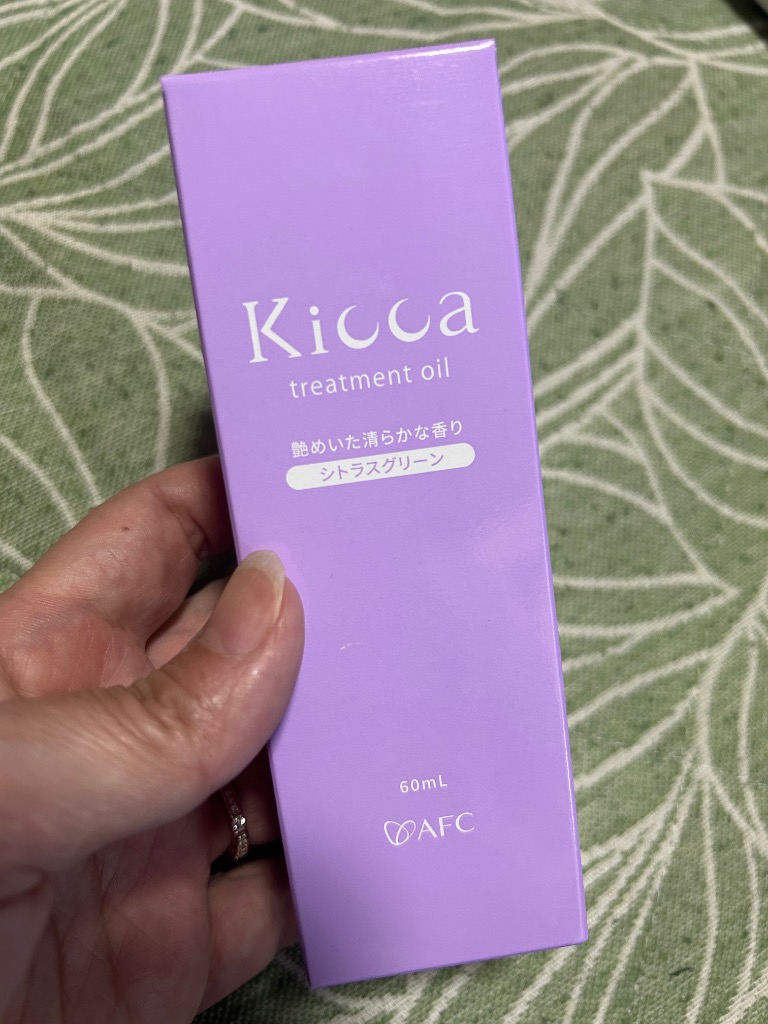 Kicca
treatment oil
艶めいた清らかな香り
シトラスグリーン
60mL
AFC